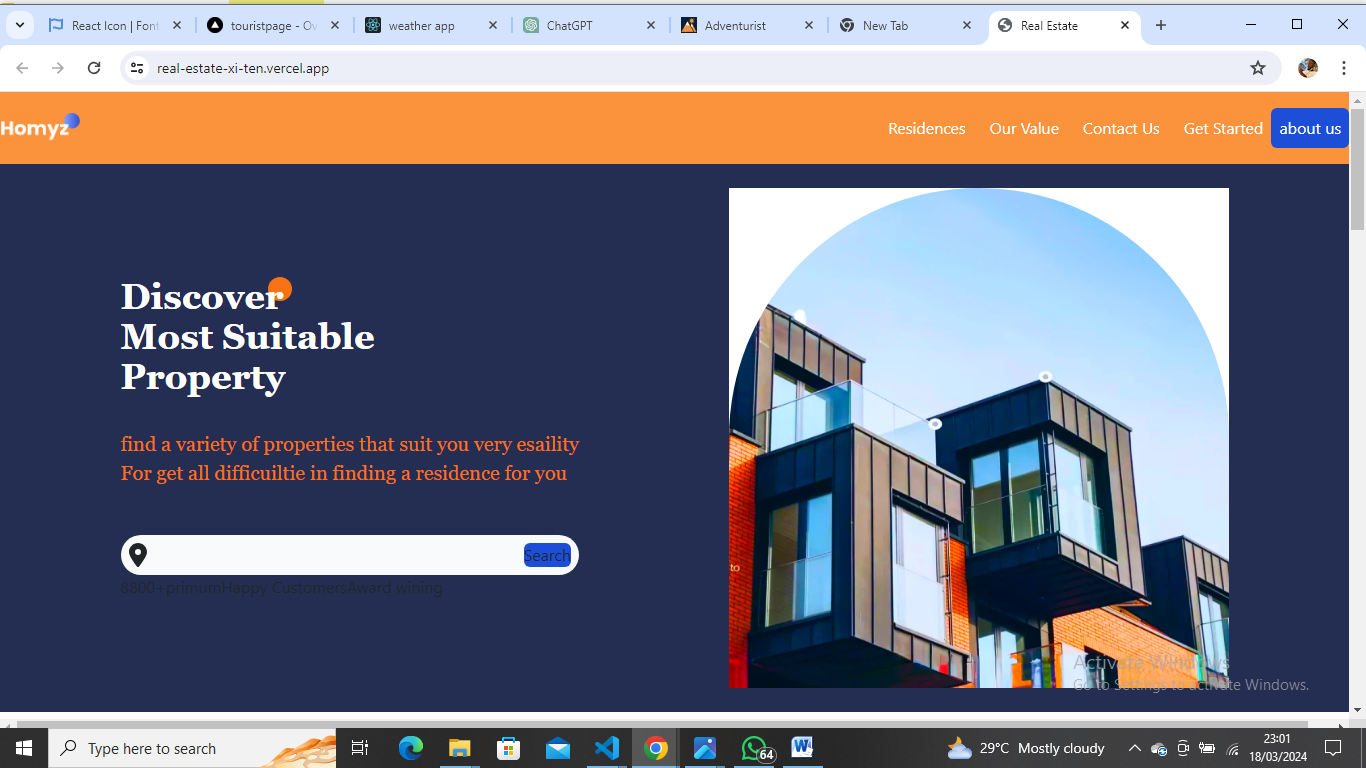 React Icon | Font
touristpage - Ov
weather app
ChatGPT
Adventurist
New Tab
Real Estate
real-estate-xi-ten.vercel.app
Homyz
Residences
Our Value
Contact Us
Get Started
about us
Discover
Most Suitable
Property
find a variety of properties that suit you very esaility
For get all difficuiltie in finding a residence for you
Search
8800+primumHappy CustomersAward wining
to
Activate Windows
Go to Settings to activate Windows.
Type here to search
64
29°C Mostly cloudy
23:01
18/03/2024